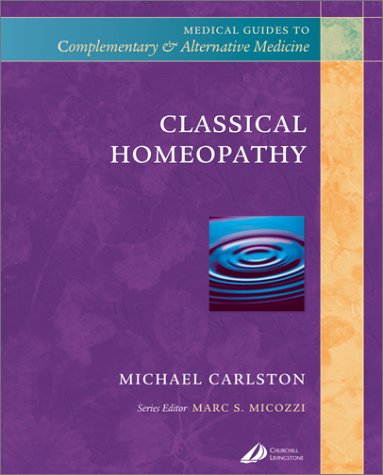 MEDICAL GUIDES TO
Complementary & Alternative Medicine
CLASSICAL
HOMEOPATHY
MICHAEL CARLSTON
Series Editor MARC S. MICOZZI
CHURCHILL
LIVINGSTONE